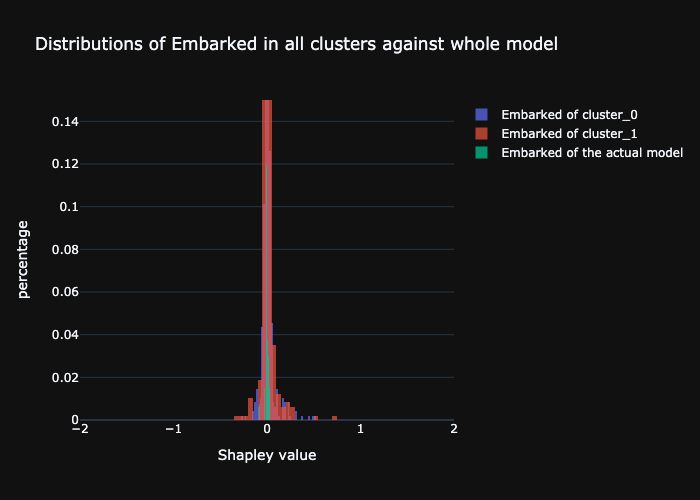 Distributions of Embarked in all clusters against whole model
Embarked of cluster_0
Embarked of cluster_1
Embarked of the actual model
percentage
0.14
0.12
0.1
0.08
0.06
0.04
0.02
0
−2
−1
0
1
2
Shapley value